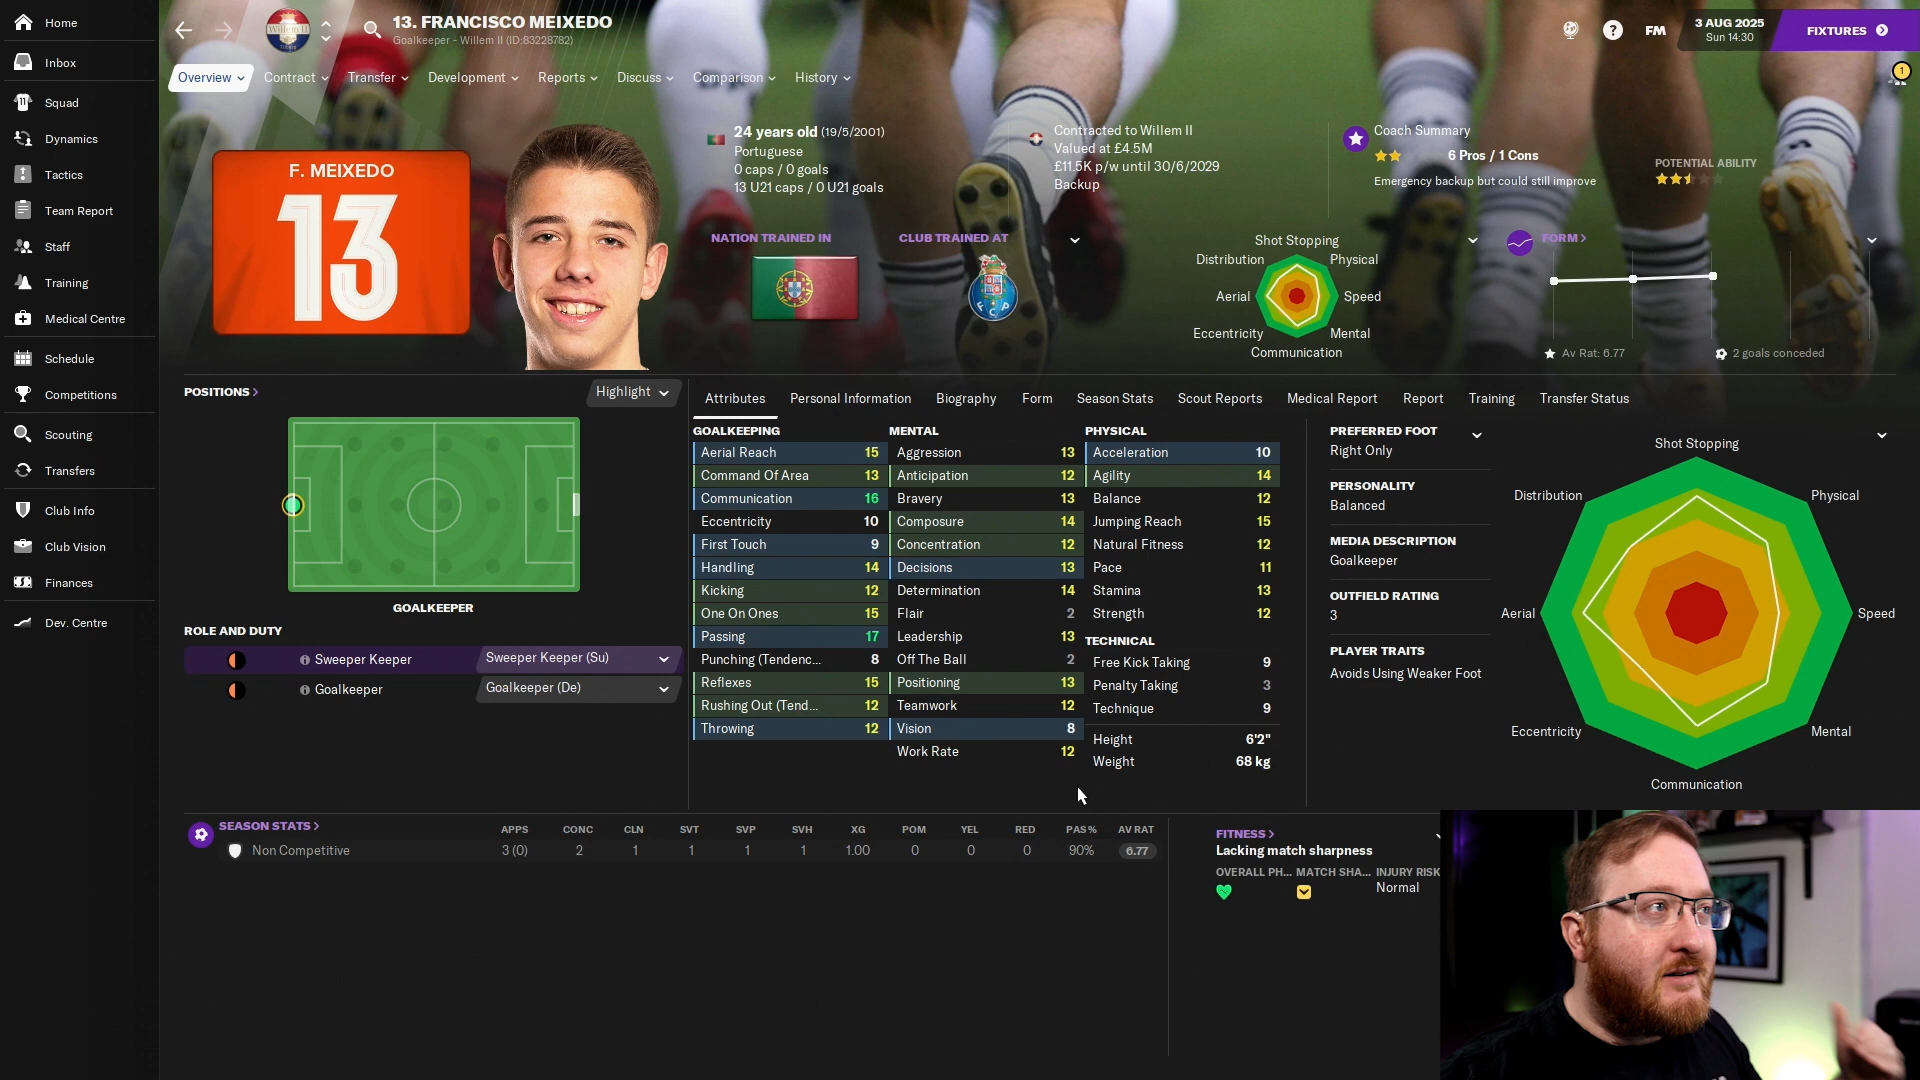 Home
Inbox
Squad
Dynamics
Tactics
Team Report
Staff
Training
Medical Centre
Schedule
Competitions
Scouting
Transfers
Club Info
Club Vision
Finances
Dev. Centre
13. FRANCISCO MEIXEDO
Goalkeeper - Willem II (ID:83228782)
FM
3 AUG 2025
Sun 14:30
FIXTURES
1
Overview Contract Transfer Development Reports Discuss Comparison History
F. MEIXEDO
13
24 years old (19/5/2001)
Portuguese
0 caps / 0 goals
13 U21 caps / 0 U21 goals
Contracted to Willem II
Valued at £4.5M
£11.5K p/w until 30/6/2029
Backup
Coach Summary
6 Pros / 1 Cons
Emergency backup but could still improve
POTENTIAL ABILITY
NATION TRAINED IN
CLUB TRAINED AT
Shot Stopping
Distribution Physical
Aerial Speed
Eccentricity Mental
Communication
FORM >
Av Rat: 6.77
2 goals conceded
POSITIONS >
Highlight
GOALKEEPER
ROLE AND DUTY
Sweeper Keeper Sweeper Keeper (Su)
Goalkeeper Goalkeeper (De)
Attributes Personal Information Biography Form Season Stats Scout Reports Medical Report Report Training Transfer Status
GOALKEEPING
Aerial Reach 15
Command Of Area 13
Communication 16
Eccentricity 10
First Touch 9
Handling 14
Kicking 12
One On Ones 15
Passing 17
Punching (Tendenc... 8
Reflexes 15
Rushing Out (Tend... 12
Throwing 12
MENTAL
Aggression 13
Anticipation 12
Bravery 13
Composure 14
Concentration 12
Decisions 13
Determination 14
Flair 2
Leadership 13
Off The Ball 2
Positioning 13
Teamwork 12
Vision 8
Work Rate 12
PHYSICAL
Acceleration 10
Agility 14
Balance 12
Jumping Reach 15
Natural Fitness 12
Pace 11
Stamina 13
Strength 12
TECHNICAL
Free Kick Taking 9
Penalty Taking 3
Technique 9
Height 6'2"
Weight 68 kg
PREFERRED FOOT
Right Only
PERSONALITY
Balanced
MEDIA DESCRIPTION
Goalkeeper
OUTFIELD RATING
3
PLAYER TRAITS
Avoids Using Weaker Foot
Shot Stopping
Distribution Physical
Aerial Speed
Eccentricity Mental
Communication
SEASON STATS >
APPS CONC CLN SVT SVP SVH XG POM YEL RED PAS% AV RAT
Non Competitive 3 (0) 2 1 1 1 1 1.00 0 0 0 90% 6.77
FITNESS >
Lacking match sharpness
OVERALL PH... MATCH SHA... INJURY RISK
Normal